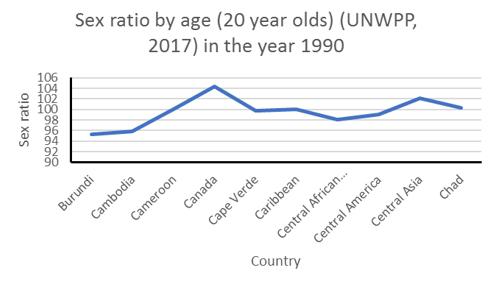 Sex ratio by age (20 year olds) (UNWPP,
2017) in the year 1990
106
104
102
100
98
96
94
92
90
Sex ratio
Burundi
Cambodia
Cameroon
Canada
Cape Verde
Caribbean
Central African...
Central America
Central Asia
Chad
Country